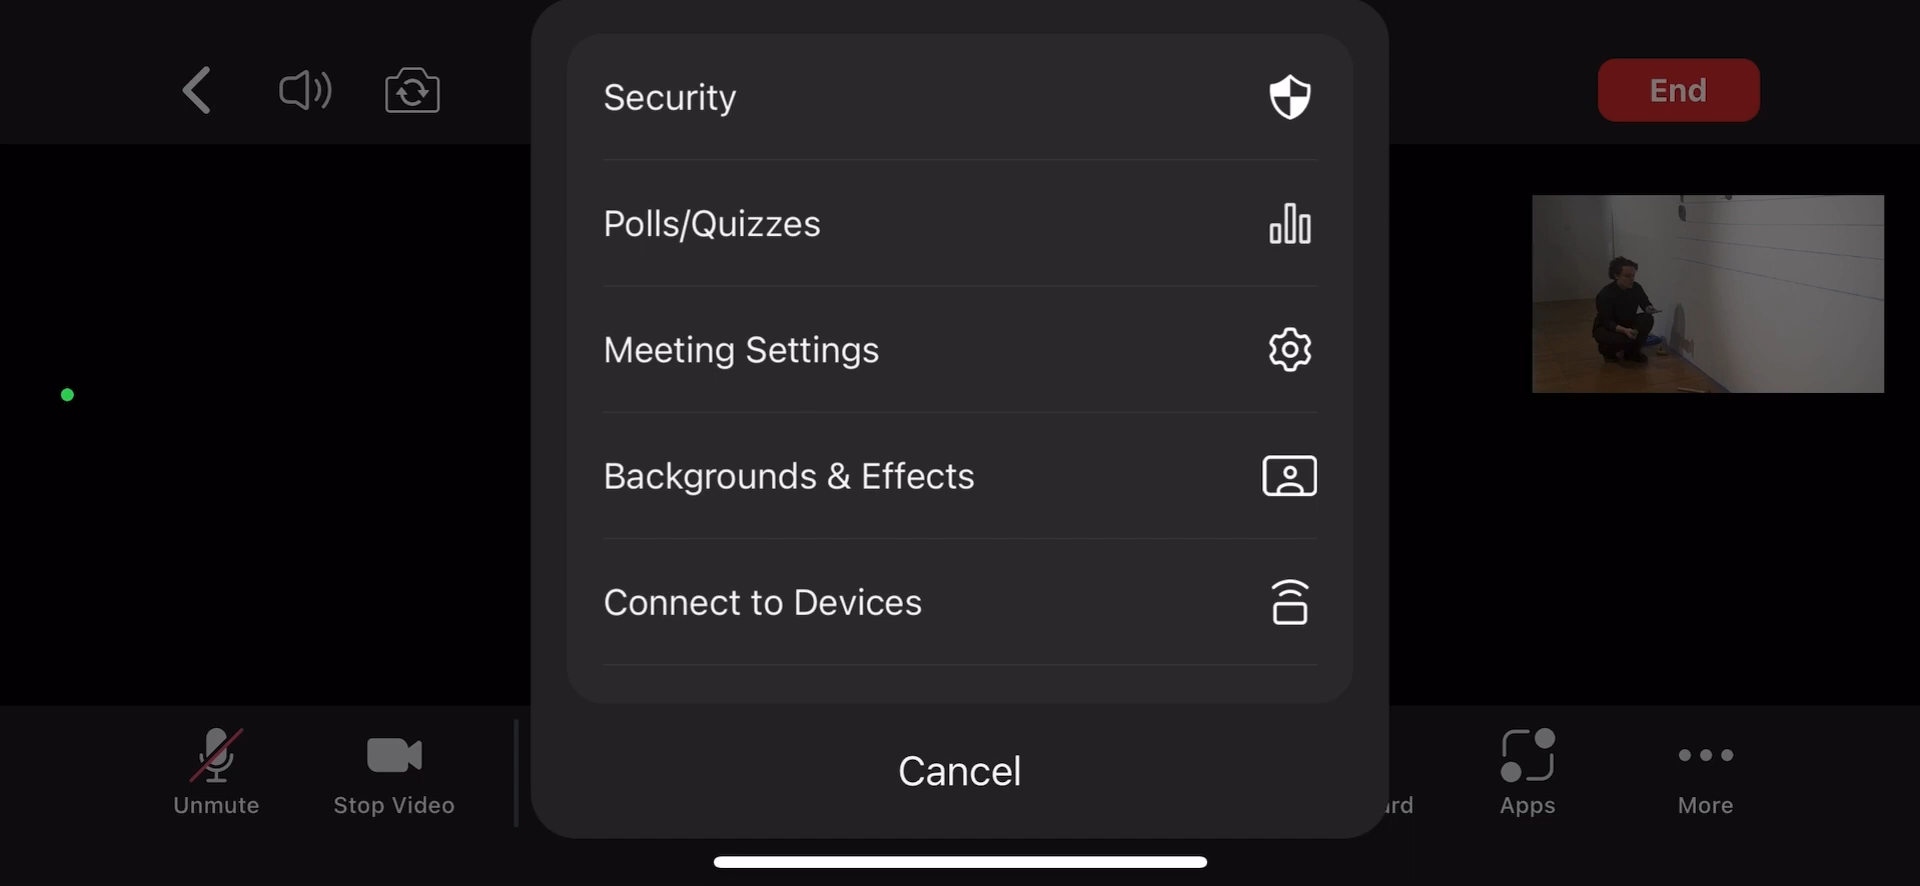 End
Security
Polls/Quizzes
Meeting Settings
Backgrounds & Effects
Connect to Devices
Cancel
Unmute
Stop Video
Apps
More